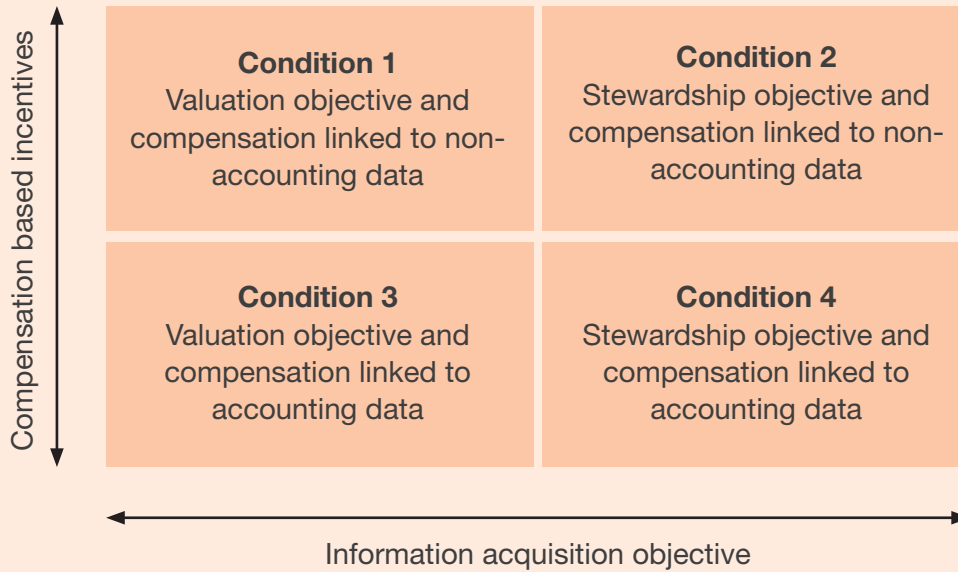 Compensation based incentives
Condition 1
Valuation objective and
compensation linked to non-
accounting data
Condition 2
Stewardship objective and
compensation linked to non-
accounting data
Condition 3
Valuation objective and
compensation linked to
accounting data
Condition 4
Stewardship objective and
compensation linked to
accounting data
Information acquisition objective